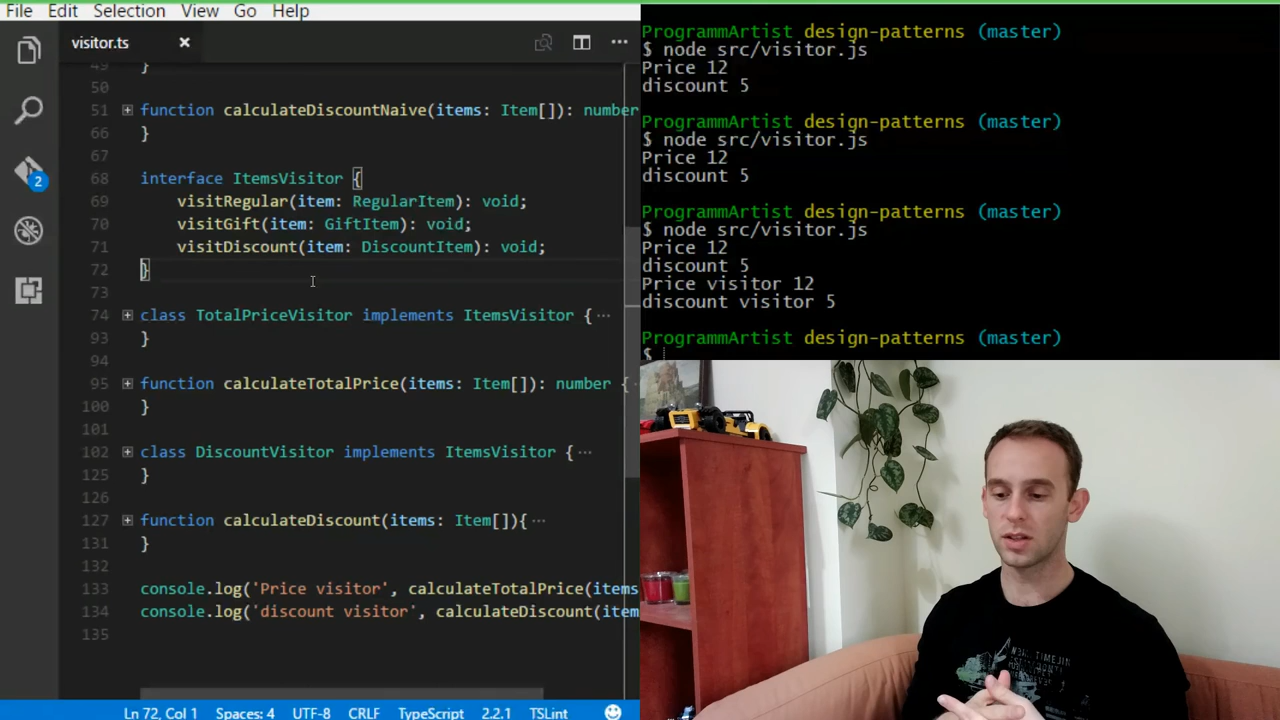 File Edit Selection View Go Help
visitor.ts
2
49 }
50
51 function calculateDiscountNaive(items: Item[]): number
66 }
67
68 interface ItemsVisitor {
69 visitRegular(item: RegularItem): void;
70 visitGift(item: GiftItem): void;
71 visitDiscount(item: DiscountItem): void;
72 }
73
74 class TotalPriceVisitor implements ItemsVisitor { ...
93 }
94
95 function calculateTotalPrice(items: Item[]): number {
100 }
101
102 class DiscountVisitor implements ItemsVisitor { ...
125 }
126
127 function calculateDiscount(items: Item[]){ ...
131 }
132
133 console.log('Price visitor', calculateTotalPrice(items
134 console.log('discount visitor', calculateDiscount(item
135
Ln 72, Col 1 Spaces: 4 UTF-8 CRLF TypeScript 2.2.1 TSLint
ProgrammArtist design-patterns (master)
$ node src/visitor.js
Price 12
discount 5
ProgrammArtist design-patterns (master)
$ node src/visitor.js
Price 12
discount 5
ProgrammArtist design-patterns (master)
$ node src/visitor.js
Price 12
discount 5
Price visitor 12
discount visitor 5
ProgrammArtist design-patterns (master)
$